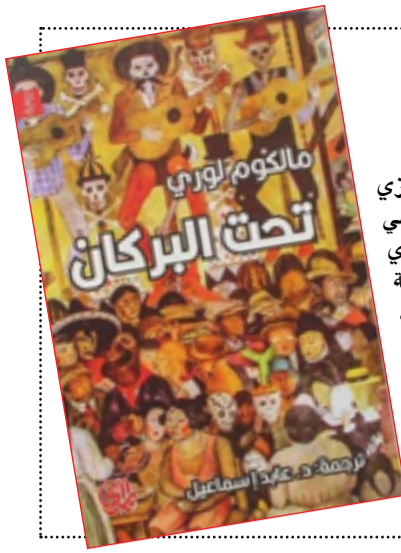 مالكوم لوري
تحت البركان
ترجمة: د. عابد إسماعيل